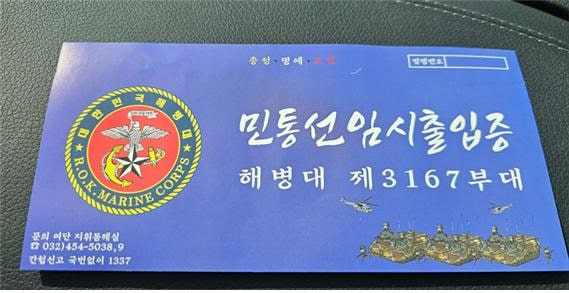 충성·명예·도전
발행번호
대한민국해병대
R.O.K. MARINE CORPS
민통선임시출입증
해병대 제3167부대
문의 여단 지휘통제실
☎ 032)454-5038,9
간첩신고 국번없이 1337